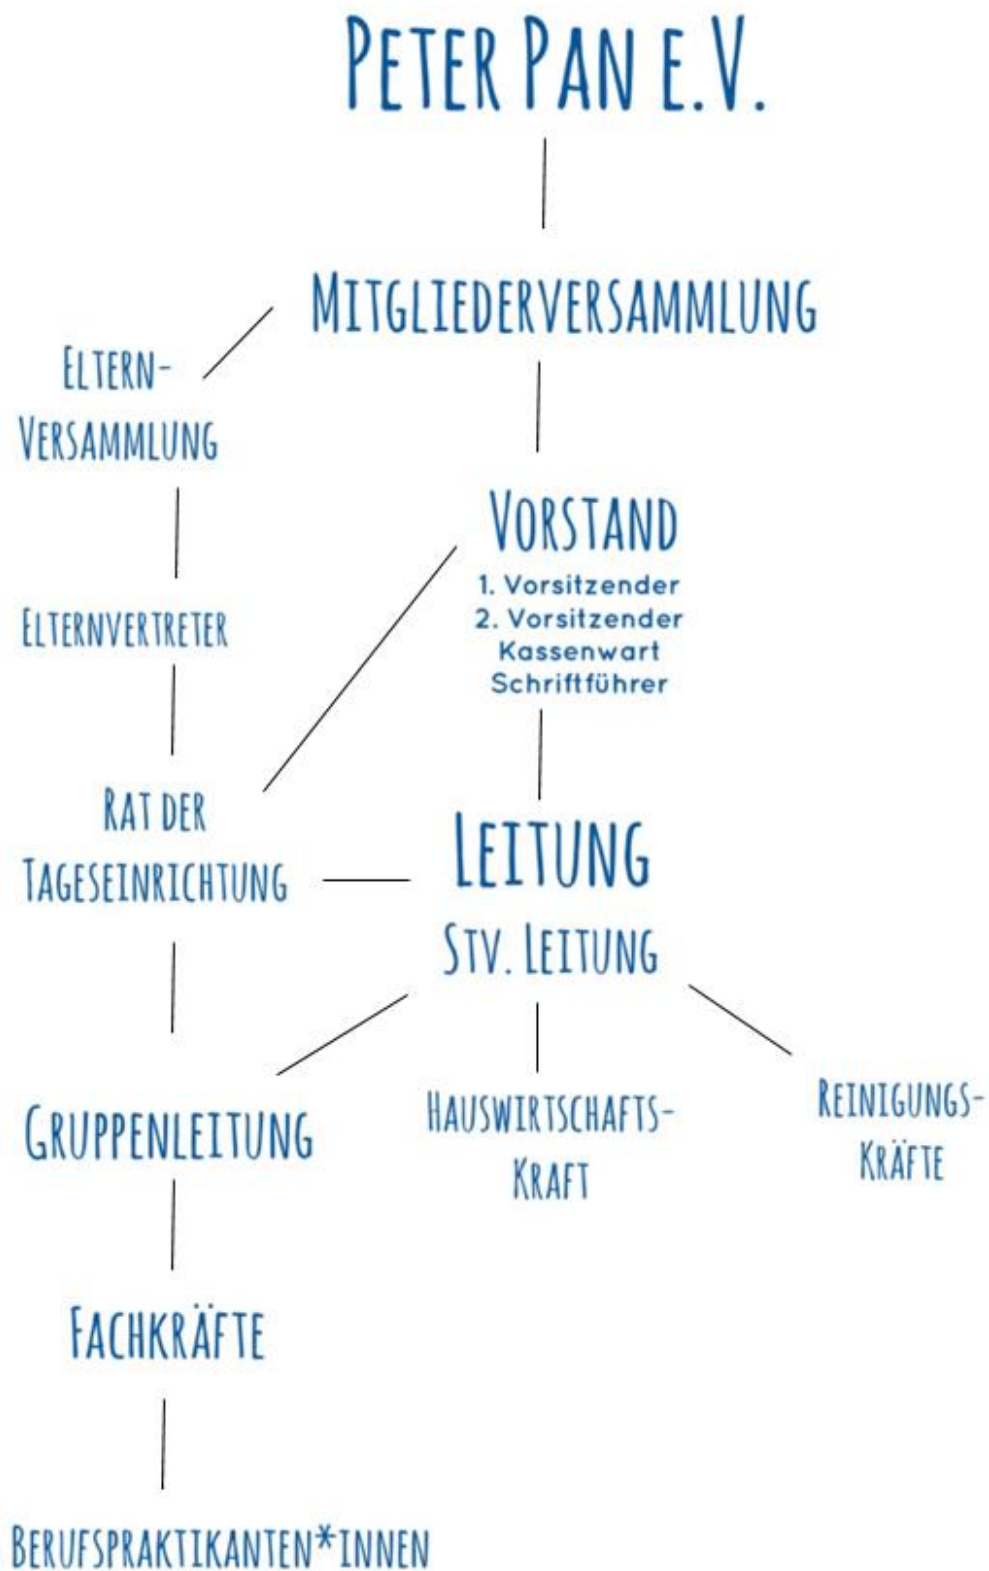 PETER PAN E.V.
MITGLIEDERVERSAMMLUNG
ELTERN-
VERSAMMLUNG
VORSTAND
1. Vorsitzender
2. Vorsitzender
Kassenwart
Schriftführer
ELTERNVERTRETER
RAT DER
TAGESEINRICHTUNG
LEITUNG
STV. LEITUNG
GRUPPENLEITUNG
HAUSWIRTSCHAFTS-
KRAFT
REINIGUNGS-
KRÄFTE
FACHKRÄFTE
BERUFSPRAKTIKANTEN*INNEN